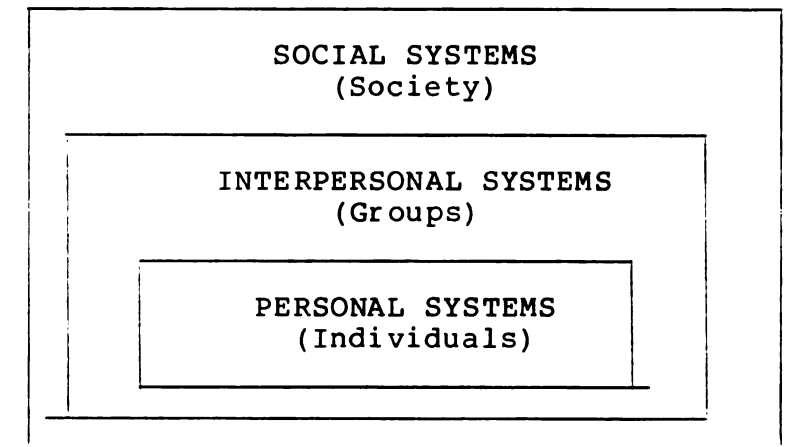 SOCIAL SYSTEMS
(Society)
INTERPERSONAL SYSTEMS
(Groups)
PERSONAL SYSTEMS
(Individuals)